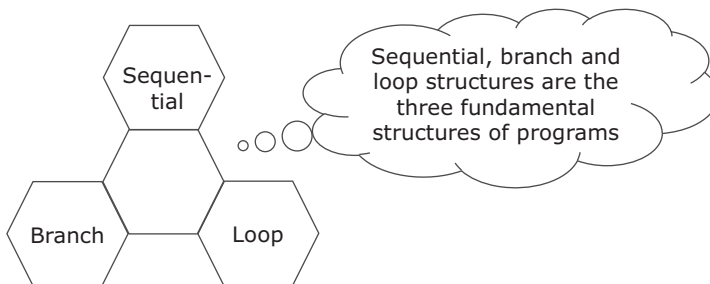 Sequen-
tial
Sequential, branch and
loop structures are the
three fundamental
structures of programs
Branch
Loop